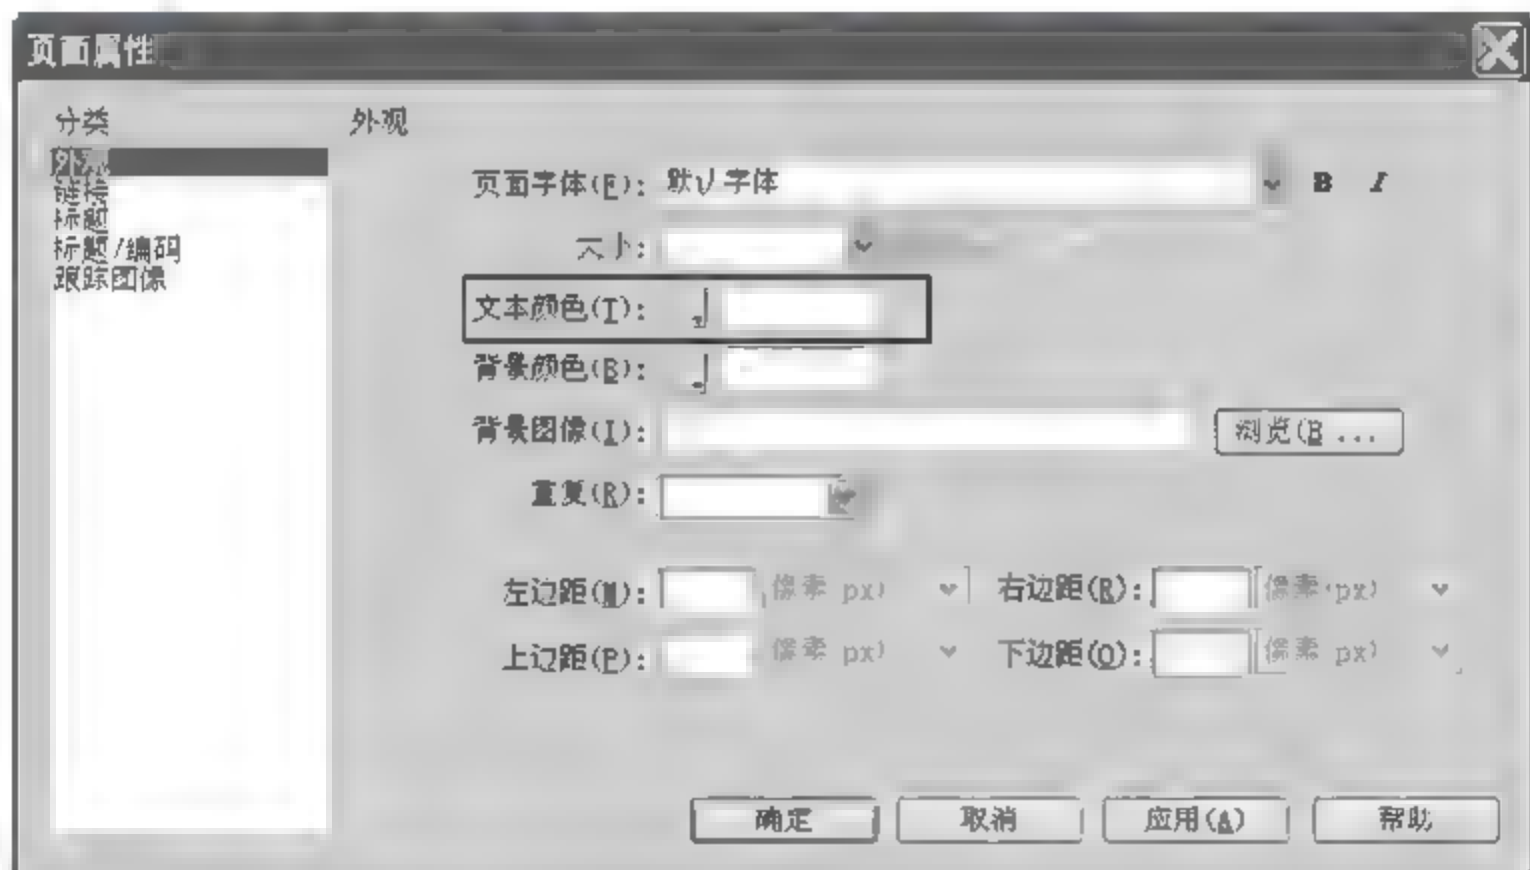 页面属性
分类
外观
外观
链接
标题
标题/编码
跟踪图像
页面字体(F): 默认字体 B I
大小:
文本颜色(T):
背景颜色(B):
背景图像(I): 浏览(B...
重复(R):
左边距(M): 像素 px) 右边距(R): 像素(px)
上边距(P): 像素 px) 下边距(O): 像素 px)
确定 取消 应用(A) 帮助